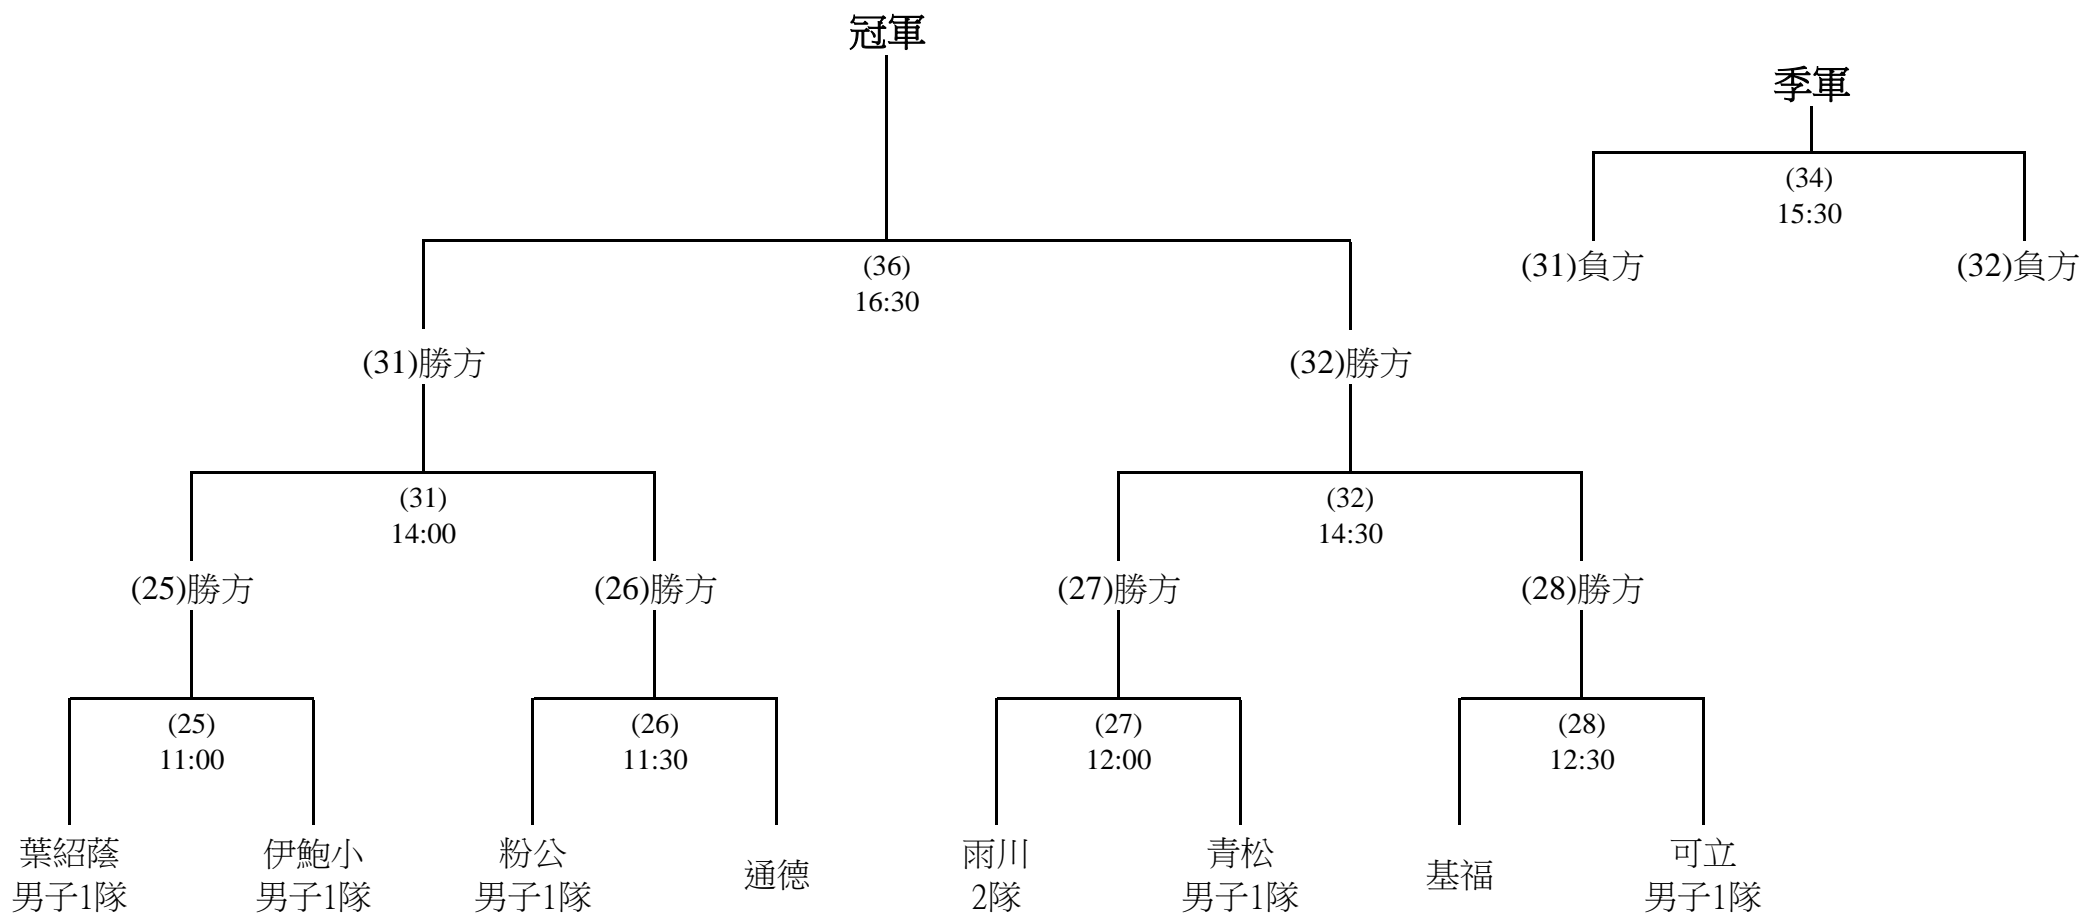 冠軍
季軍
(34)
15:30
(31)負方
(32)負方
(36)
16:30
(31)勝方
(32)勝方
(31)
14:00
(32)
14:30
(25)勝方
(26)勝方
(27)勝方
(28)勝方
(25)
11:00
(26)
11:30
(27)
12:00
(28)
12:30
葉紹蔭
男子1隊
伊鮑小
男子1隊
粉公
男子1隊
通德
雨川
2隊
青松
男子1隊
基福
可立
男子1隊